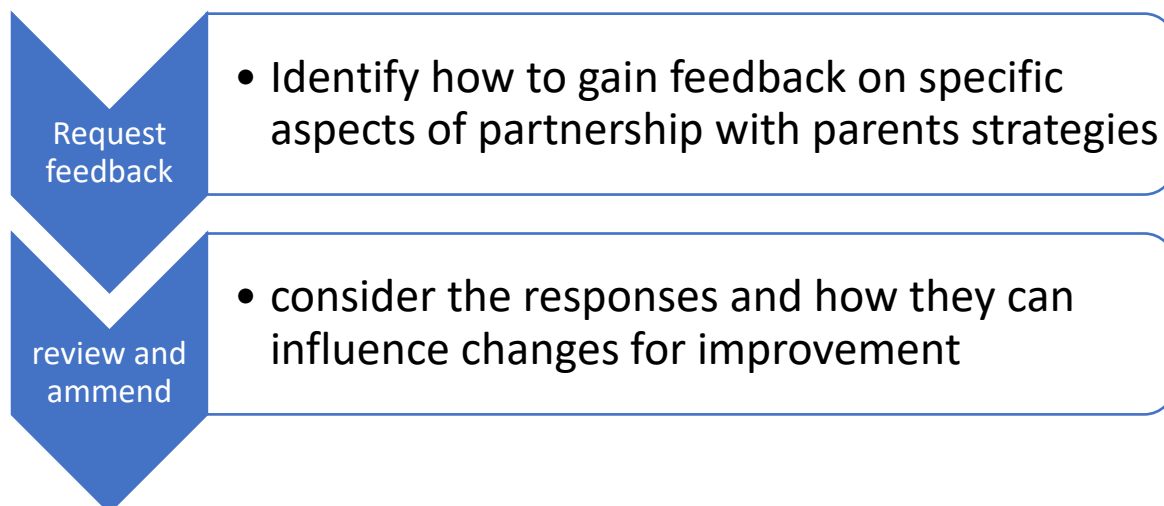 Request
feedback
• Identify how to gain feedback on specific
aspects of partnership with parents strategies
review and
ammend
• consider the responses and how they can
influence changes for improvement